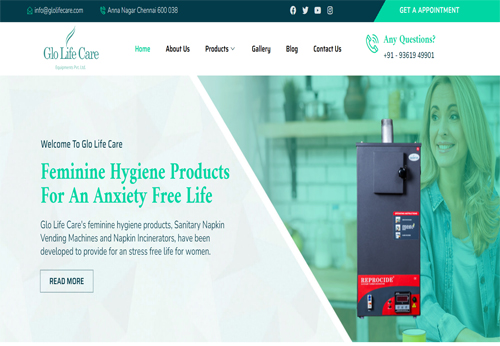 info@glolifecare.com
Anna Nagar Chennai 600 038
GET A APPOINTMENT
Glo Life Care
Equipments Pvt. Ltd
Home
About Us
Products
Gallery
Blog
Contact Us
Any Questions?
+91 - 93619 49901
Welcome To Glo Life Care
Feminine Hygiene Products
For An Anxiety Free Life
Glo Life Care's feminine hygiene products, Sanitary Napkin
Vending Machines and Napkin Incinerators, have been
developed to provide for an stress free life for women.
READ MORE
REPROCIDE